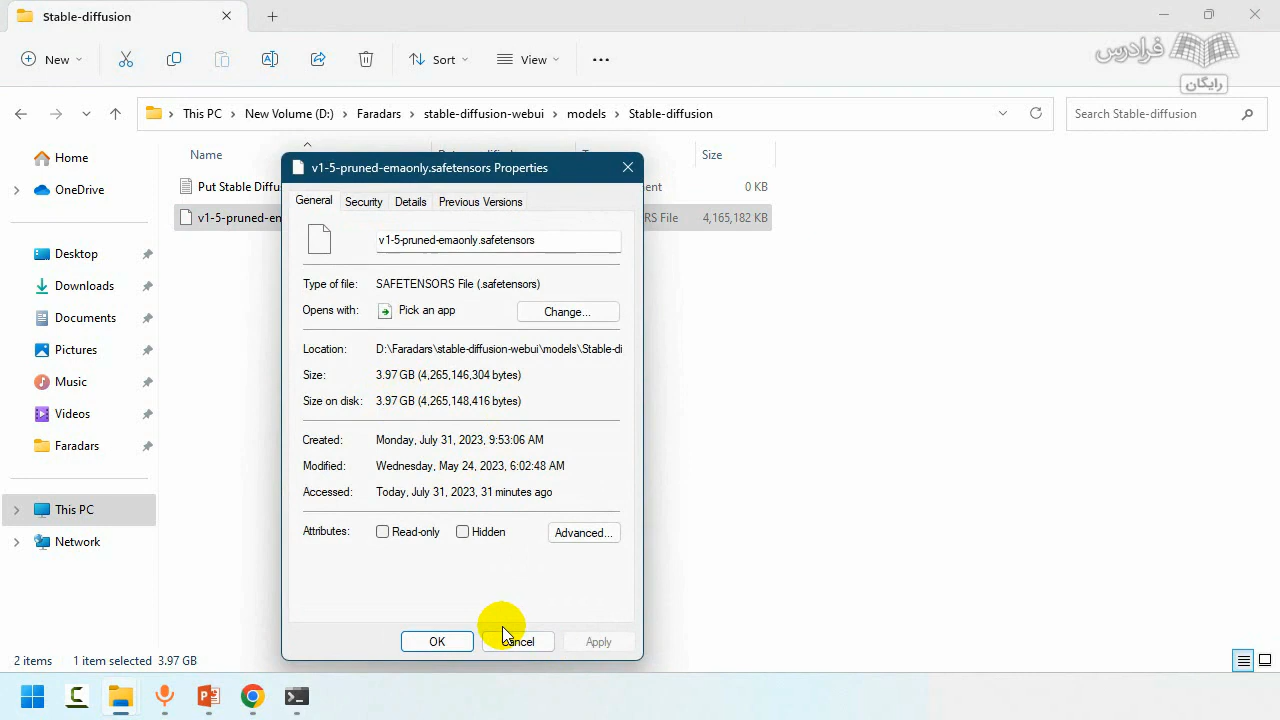 Stable-diffusion
فرادرس
رایگان
New
Sort
View
This PC
New Volume (D:)
Faradars
stable-diffusion-webui
models
Stable-diffusion
Search Stable-diffusion
Home
OneDrive
Desktop
Downloads
Documents
Pictures
Music
Videos
Faradars
This PC
Network
Name
Size
Put Stable Diffu
ent
0 KB
v1-5-pruned-em
RS File
4,165,182 KB
v1-5-pruned-emaonly.safetensors Properties
General
Security
Details
Previous Versions
v1-5-pruned-emaonly.safetensors
Type of file: SAFETENSORS File (.safetensors)
Opens with: Pick an app
Change...
Location: D:\Faradars\stable-diffusion-webui\models\Stable-di
Size: 3.97 GB (4,265,146,304 bytes)
Size on disk: 3.97 GB (4,265,148,416 bytes)
Created: Monday, July 31, 2023, 9:53:06 AM
Modified: Wednesday, May 24, 2023, 6:02:48 AM
Accessed: Today, July 31, 2023, 31 minutes ago
Attributes: Read-only Hidden
Advanced...
OK
Cancel
Apply
2 items 1 item selected 3.97 GB